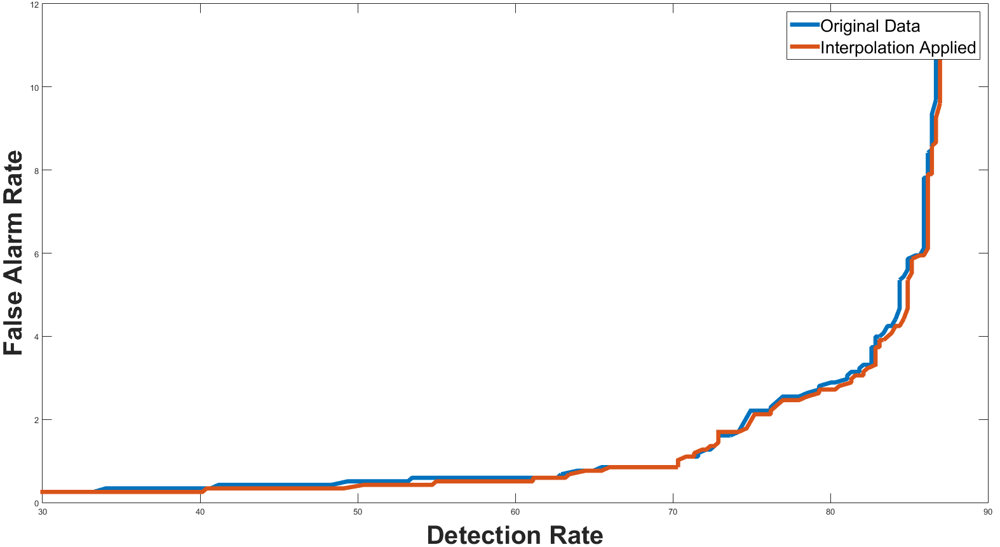 Original Data
Interpolation Applied
False Alarm Rate
12
10
8
6
4
2
0
30 40 50 60 70 80 90
Detection Rate